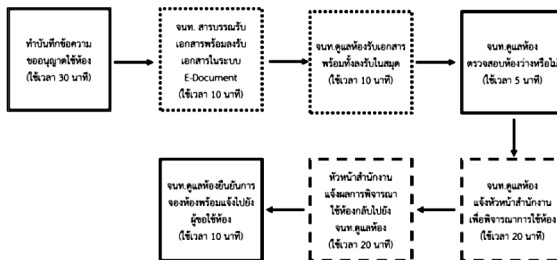 ทำบันทึกข้อความ
ขออนุญาตใช้ห้อง
(ใช้เวลา 30 นาที)
จนท. สารบรรณรับ
เอกสารพร้อมลงรับ
เอกสารในระบบ
E-Document
(ใช้เวลา 10 นาที)
จนท.ดูแลห้องรับเอกสาร
พร้อมทั้งลงรับในสมุด
(ใช้เวลา 10 นาที)
จนท.ดูแลห้อง
ตรวจสอบห้องว่างหรือไม่
(ใช้เวลา 5 นาที)
จนท.ดูแลห้อง
แจ้งหัวหน้าสำนักงาน
เพื่อพิจารณาการใช้ห้อง
(ใช้เวลา 20 นาที)
หัวหน้าสำนักงาน
แจ้งผลการพิจารณา
ใช้ห้องกลับไปยัง
จนท.ดูแลห้อง
(ใช้เวลา 20 นาที)
จนท.ดูแลห้องยืนยันการ
จองห้องพร้อมแจ้งไปยัง
ผู้ขอใช้ห้อง
(ใช้เวลา 10 นาที)